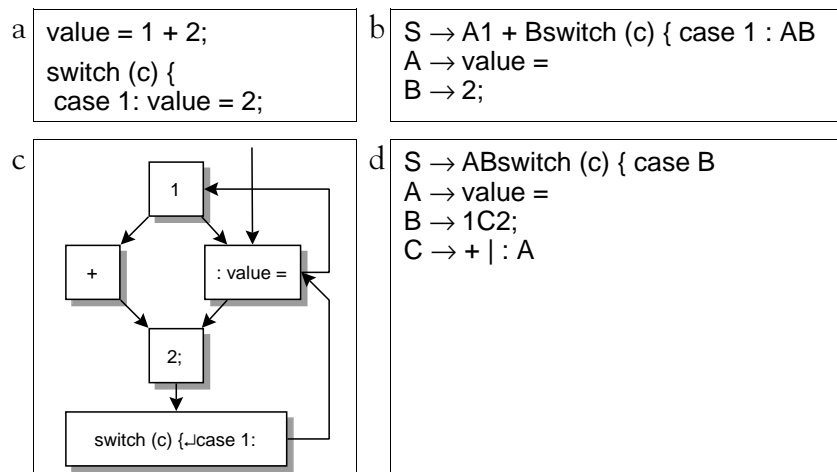 a
value = 1 + 2;
switch (c) {
case 1: value = 2;
b
S → A1 + Bswitch (c) { case 1 : AB
A → value =
B → 2;
c
1
+
: value =
2;
switch (c) {↵case 1:
d
S → ABswitch (c) { case B
A → value =
B → 1C2;
C → + | : A